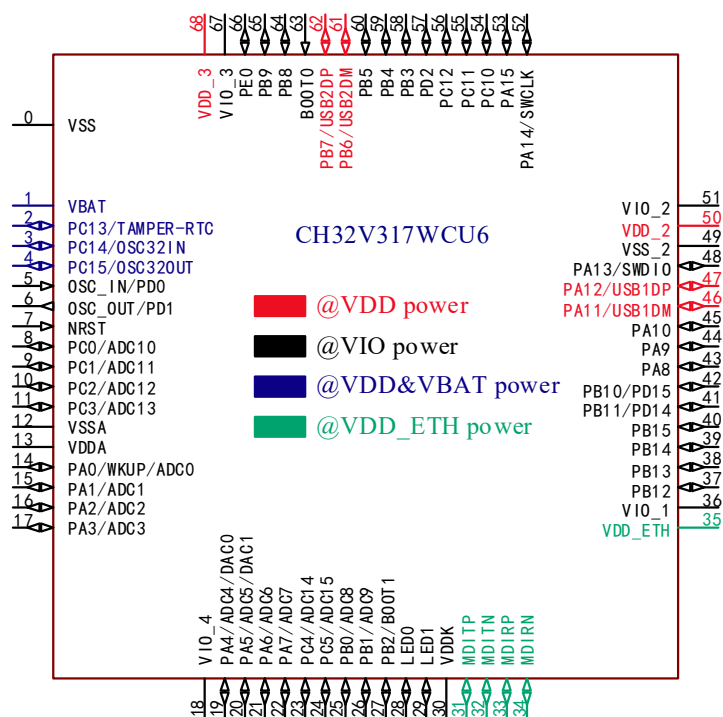 68 67 66 65 64 63 62 61 60 59 58 57 56 55 54 53 52
VDD_3 VIO_3 PE0 PB9 PB8 BOOT0 PB7/USB2DP PB6/USB2DM PB5 PB4 PB3 PD2 PC12 PC11 PC10 PA15 PA14/SWCLK
0 VSS
1 VBAT
2 PC13/TAMPER-RTC
3 PC14/OSC32IN
4 PC15/OSC32OUT
5 OSC_IN/PD0
6 OSC_OUT/PD1
7 NRST
8 PC0/ADC10
9 PC1/ADC11
10 PC2/ADC12
11 PC3/ADC13
12 VSSA
13 VDDA
14 PA0/WKUP/ADC0
15 PA1/ADC1
16 PA2/ADC2
17 PA3/ADC3
CH32V317WCU6
@VDD power
@VIO power
@VDD&VBAT power
@VDD_ETH power
VIO_2 51
VDD_2 50
VSS_2 49
PA13/SWDIO 48
PA12/USB1DP 47
PA11/USB1DM 46
PA10 45
PA9 44
PA8 43
PB10/PD15 42
PB11/PD14 41
PB15 40
PB14 39
PB13 38
PB12 37
VIO_1 36
VDD_ETH 35
VIO_4 PA4/ADC4/DAC0 PA5/ADC5/DAC1 PA6/ADC6 PA7/ADC7 PC4/ADC14 PC5/ADC15 PB0/ADC8 PB1/ADC9 PB2/BOOT1 LED0 LED1 VDDK MDITP MDITN MDIRP MDIRN
18 19 20 21 22 23 24 25 26 27 28 29 30 31 32 33 34